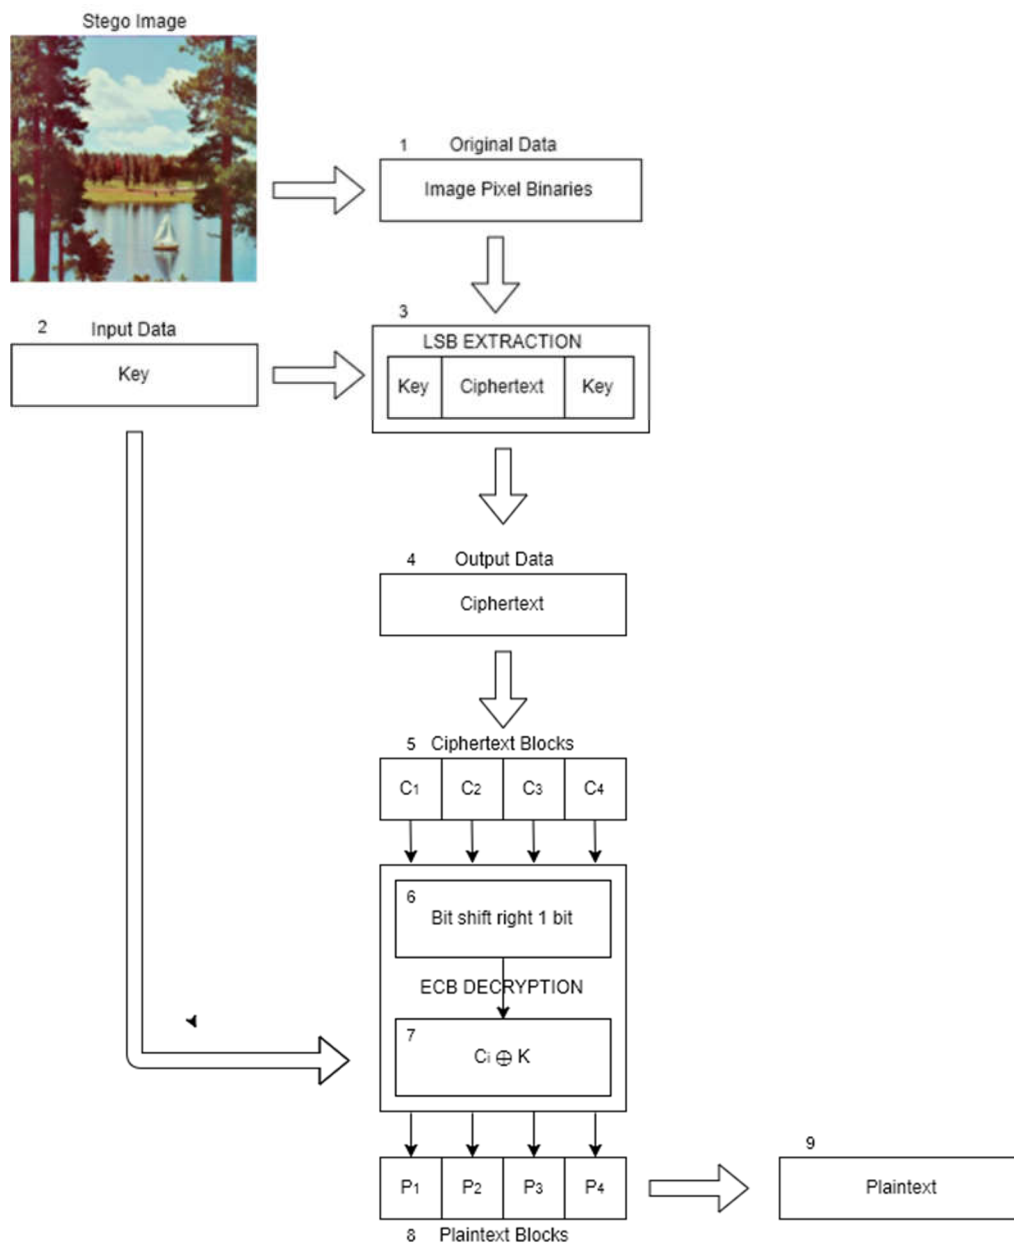 Stego Image
1 Original Data
Image Pixel Binaries
2 Input Data
Key
3
LSB EXTRACTION
Key Ciphertext Key
4 Output Data
Ciphertext
5 Ciphertext Blocks
C1 C2 C3 C4
6
Bit shift right 1 bit
ECB DECRYPTION
7
Ci ⊕ K
P1 P2 P3 P4
8 Plaintext Blocks
9
Plaintext